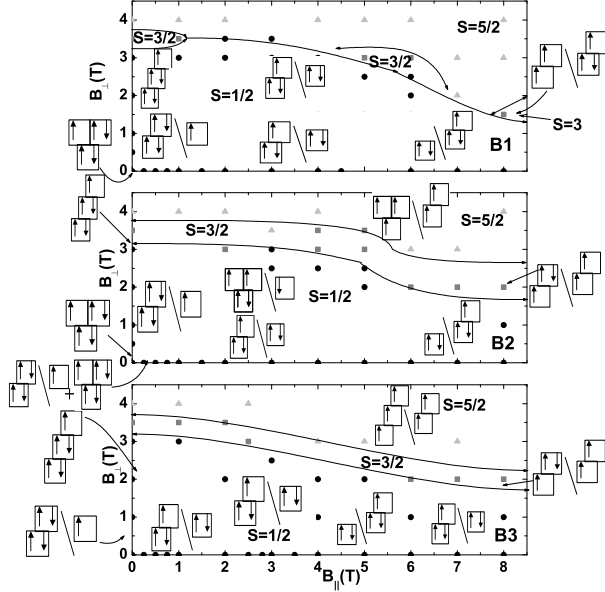 4
S=3/2
S=5/2
3
S=3/2
B⊥(T)
2
S=1/2
S=3
1
B1
0
4
S=5/2
S=3/2
3
B⊥(T)
2
S=1/2
1
B2
0
+
4
S=5/2
3
B⊥(T)
S=3/2
2
1
S=1/2
B3
0
0 1 2 3 4 5 6 7 8
B||(T)